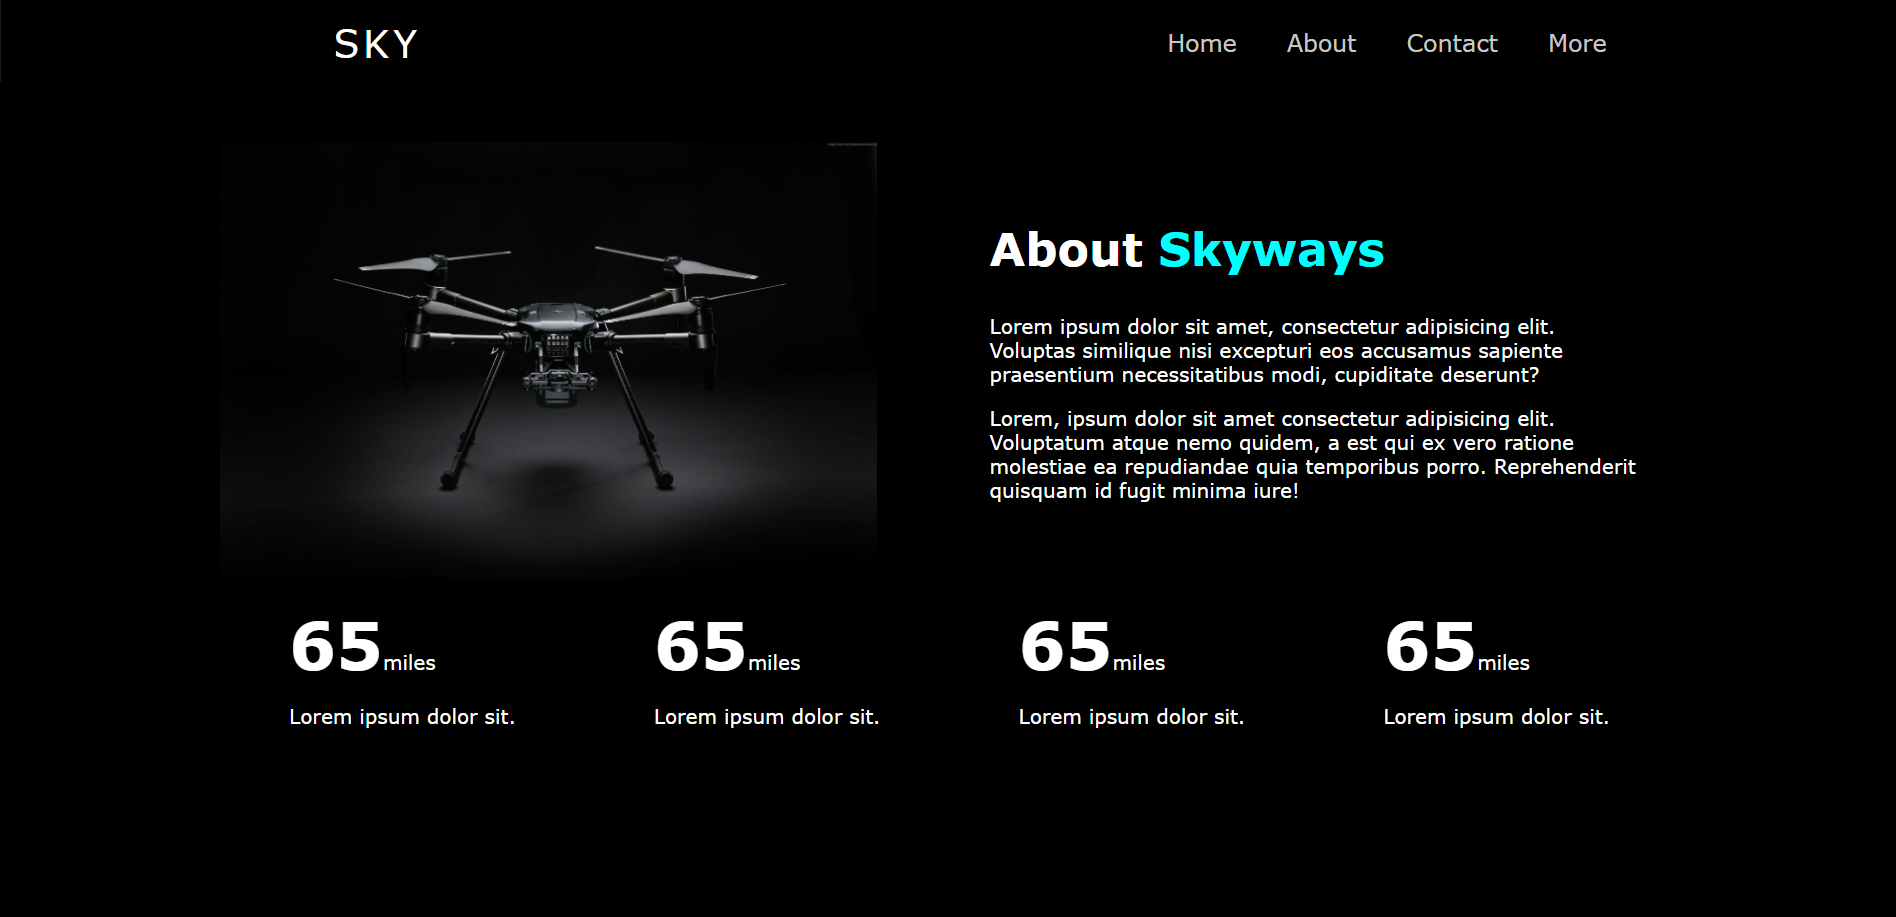 SKY
Home About Contact More
About Skyways
Lorem ipsum dolor sit amet, consectetur adipisicing elit.
Voluptas similique nisi excepturi eos accusamus sapiente
praesentium necessitatibus modi, cupiditate deserunt?
Lorem, ipsum dolor sit amet consectetur adipisicing elit.
Voluptatum atque nemo quidem, a est qui ex vero ratione
molestiae ea repudiandae quia temporibus porro. Reprehenderit
quisquam id fugit minima iure!
65miles 65miles 65miles 65miles
Lorem ipsum dolor sit. Lorem ipsum dolor sit. Lorem ipsum dolor sit. Lorem ipsum dolor sit.